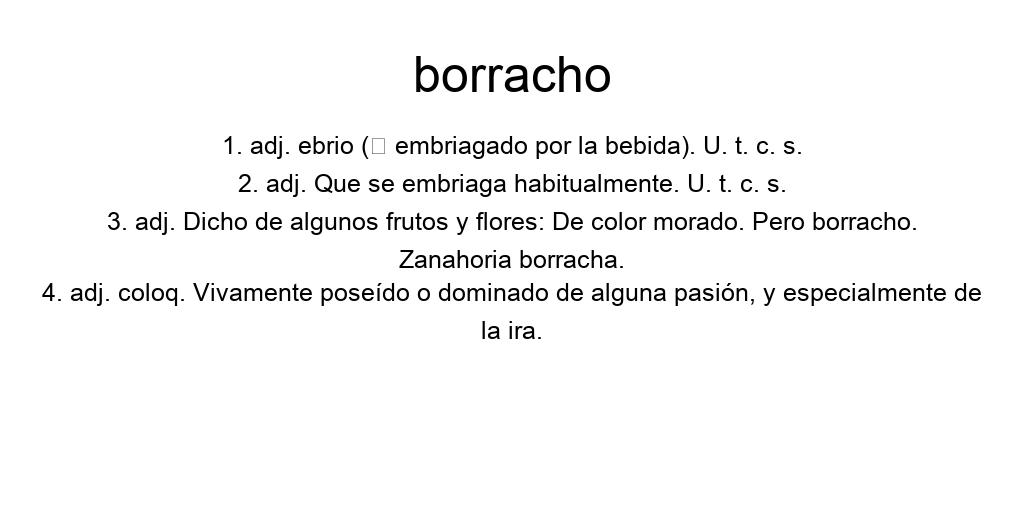 borracho
1. adj. ebrio (▯ embriagado por la bebida). U. t. c. s.
2. adj. Que se embriaga habitualmente. U. t. c. s.
3. adj. Dicho de algunos frutos y flores: De color morado. Pero borracho.
Zanahoria borracha.
4. adj. coloq. Vivamente poseído o dominado de alguna pasión, y especialmente de
la ira.